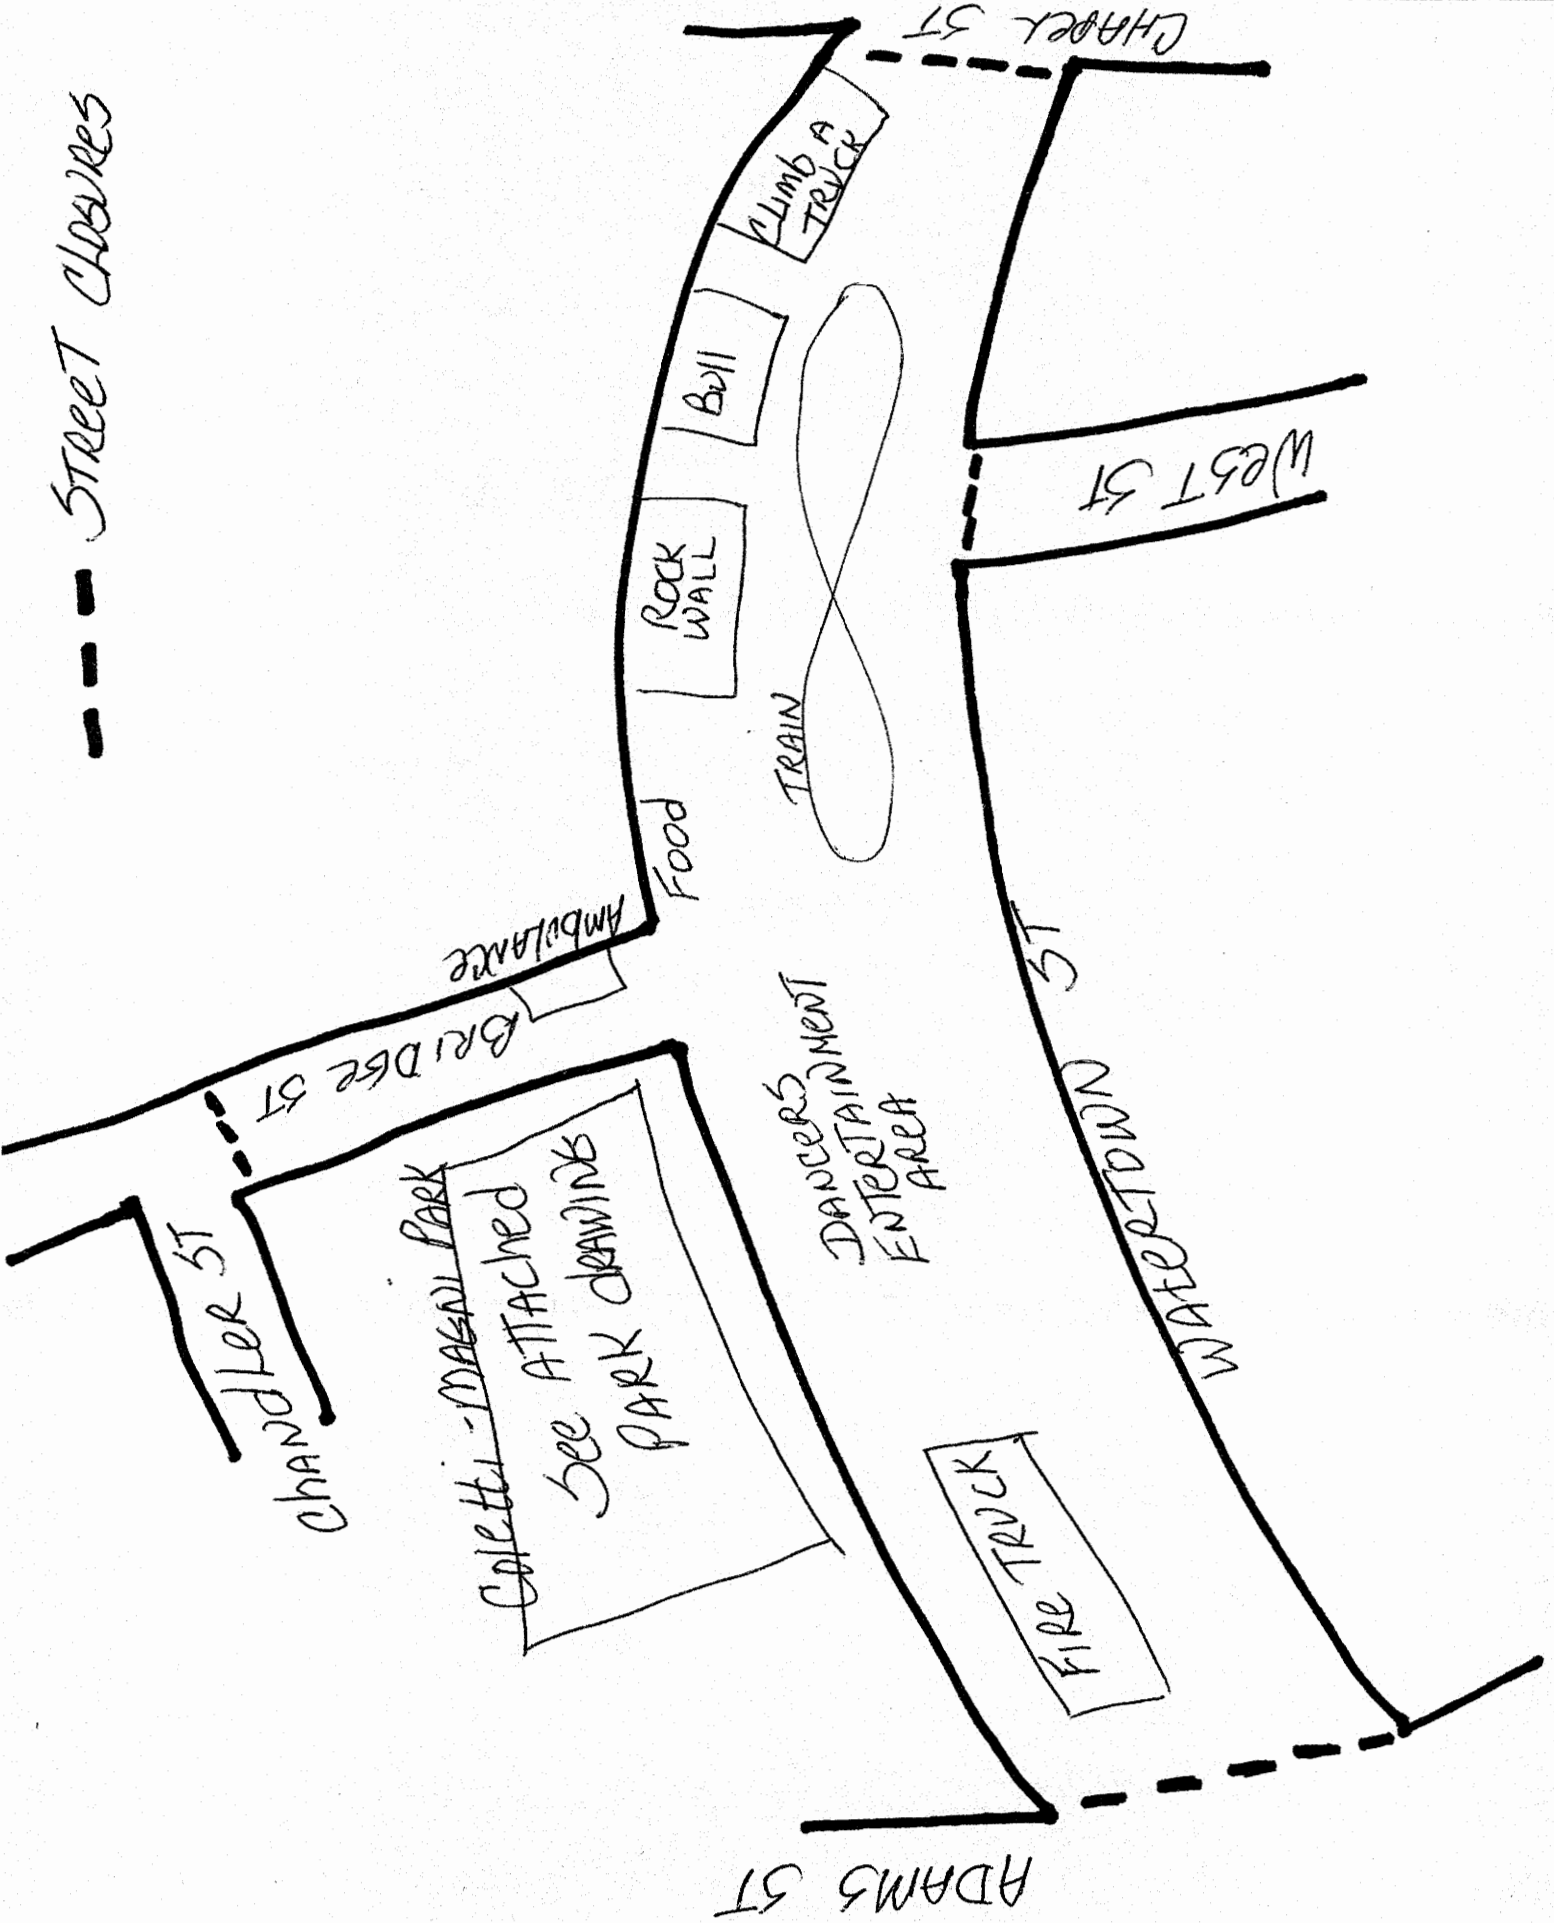 --- STREET CLOSURES
CHAPEL ST
CLIMB A
TRUCK
BUll
ROCK
WALL
TRAIN
FOOD
WEST ST
AMBULANCE
BRIDGE ST
CHANDLER ST
Coletti-MAGNI PARK
See ATTACHED
PARK dRAWING
DANCERS
ENTERTAINMENT
AREA
WATERTOWN ST
FIRE TRUCK
ADAMS ST